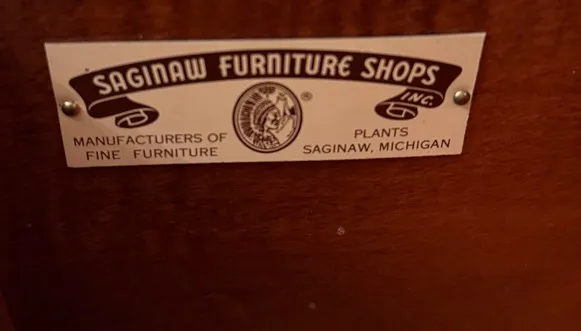 SAGINAW FURNITURE SHOPS
INC.
®
MANUFACTURERS OF
FINE FURNITURE
PLANTS
SAGINAW, MICHIGAN